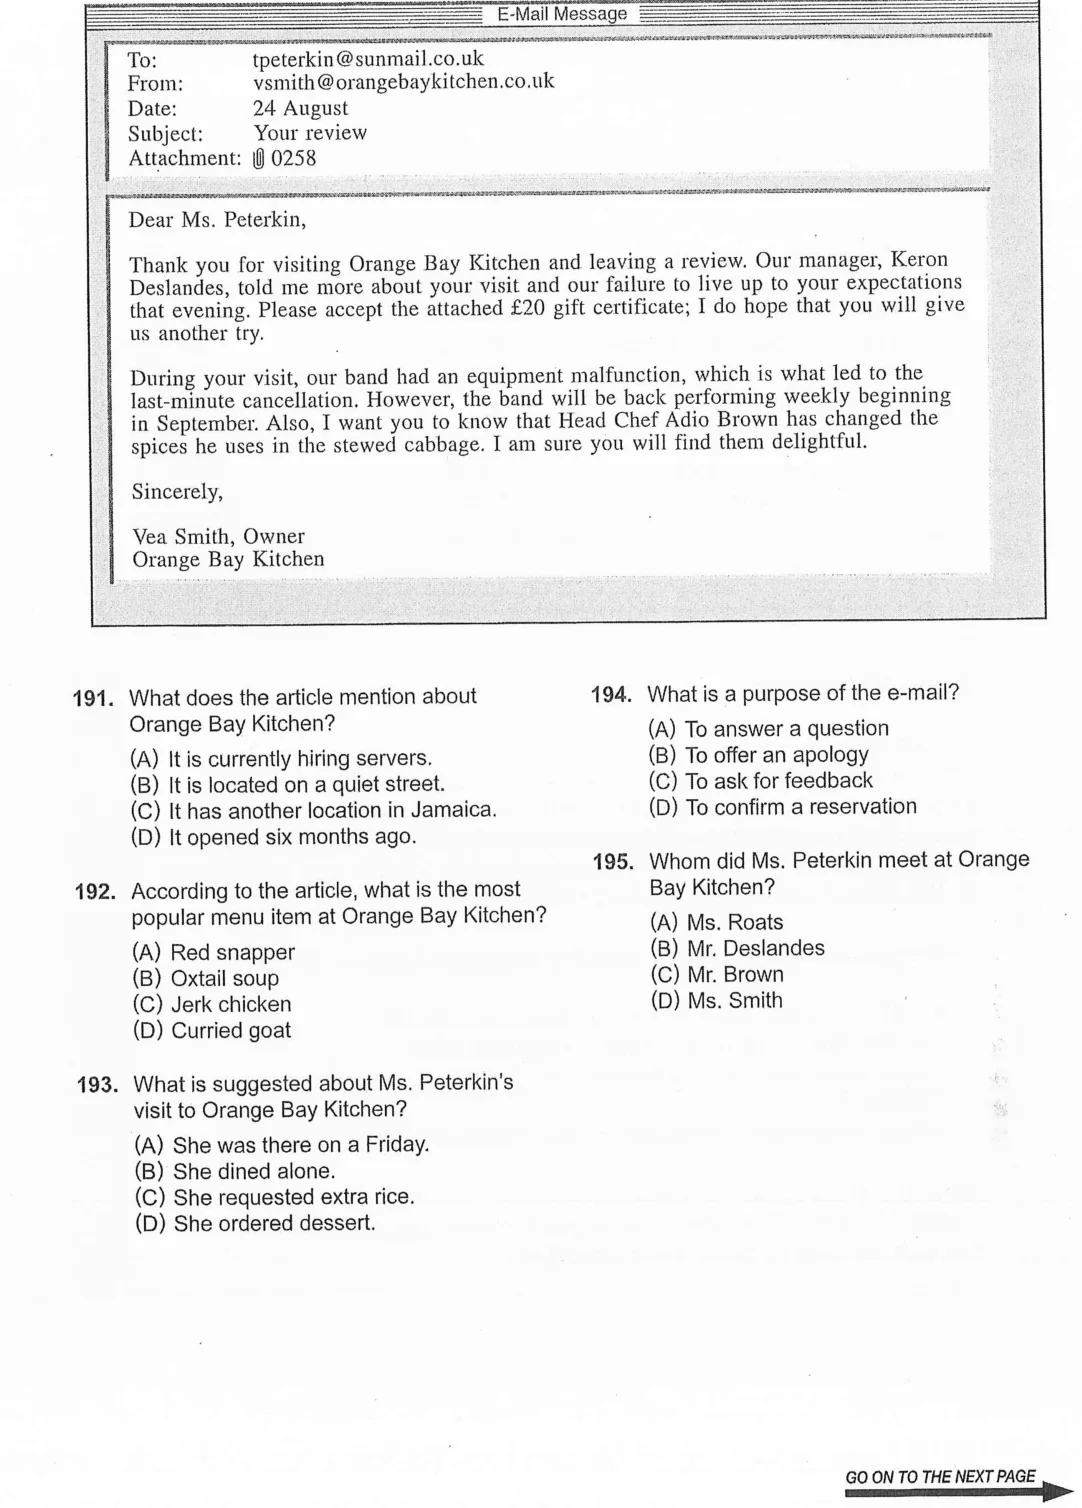 E-Mail Message
To: tpeterkin@sunmail.co.uk
From: vsmith@orangebaykitchen.co.uk
Date: 24 August
Subject: Your review
Attachment: 0258
Dear Ms. Peterkin,
Thank you for visiting Orange Bay Kitchen and leaving a review. Our manager, Keron
Deslandes, told me more about your visit and our failure to live up to your expectations
that evening. Please accept the attached £20 gift certificate; I do hope that you will give
us another try.
During your visit, our band had an equipment malfunction, which is what led to the
last-minute cancellation. However, the band will be back performing weekly beginning
in September. Also, I want you to know that Head Chef Adio Brown has changed the
spices he uses in the stewed cabbage. I am sure you will find them delightful.
Sincerely,
Vea Smith, Owner
Orange Bay Kitchen
191. What does the article mention about
Orange Bay Kitchen?
(A) It is currently hiring servers.
(B) It is located on a quiet street.
(C) It has another location in Jamaica.
(D) It opened six months ago.
192. According to the article, what is the most
popular menu item at Orange Bay Kitchen?
(A) Red snapper
(B) Oxtail soup
(C) Jerk chicken
(D) Curried goat
193. What is suggested about Ms. Peterkin's
visit to Orange Bay Kitchen?
(A) She was there on a Friday.
(B) She dined alone.
(C) She requested extra rice.
(D) She ordered dessert.
194. What is a purpose of the e-mail?
(A) To answer a question
(B) To offer an apology
(C) To ask for feedback
(D) To confirm a reservation
195. Whom did Ms. Peterkin meet at Orange
Bay Kitchen?
(A) Ms. Roats
(B) Mr. Deslandes
(C) Mr. Brown
(D) Ms. Smith
GO ON TO THE NEXT PAGE